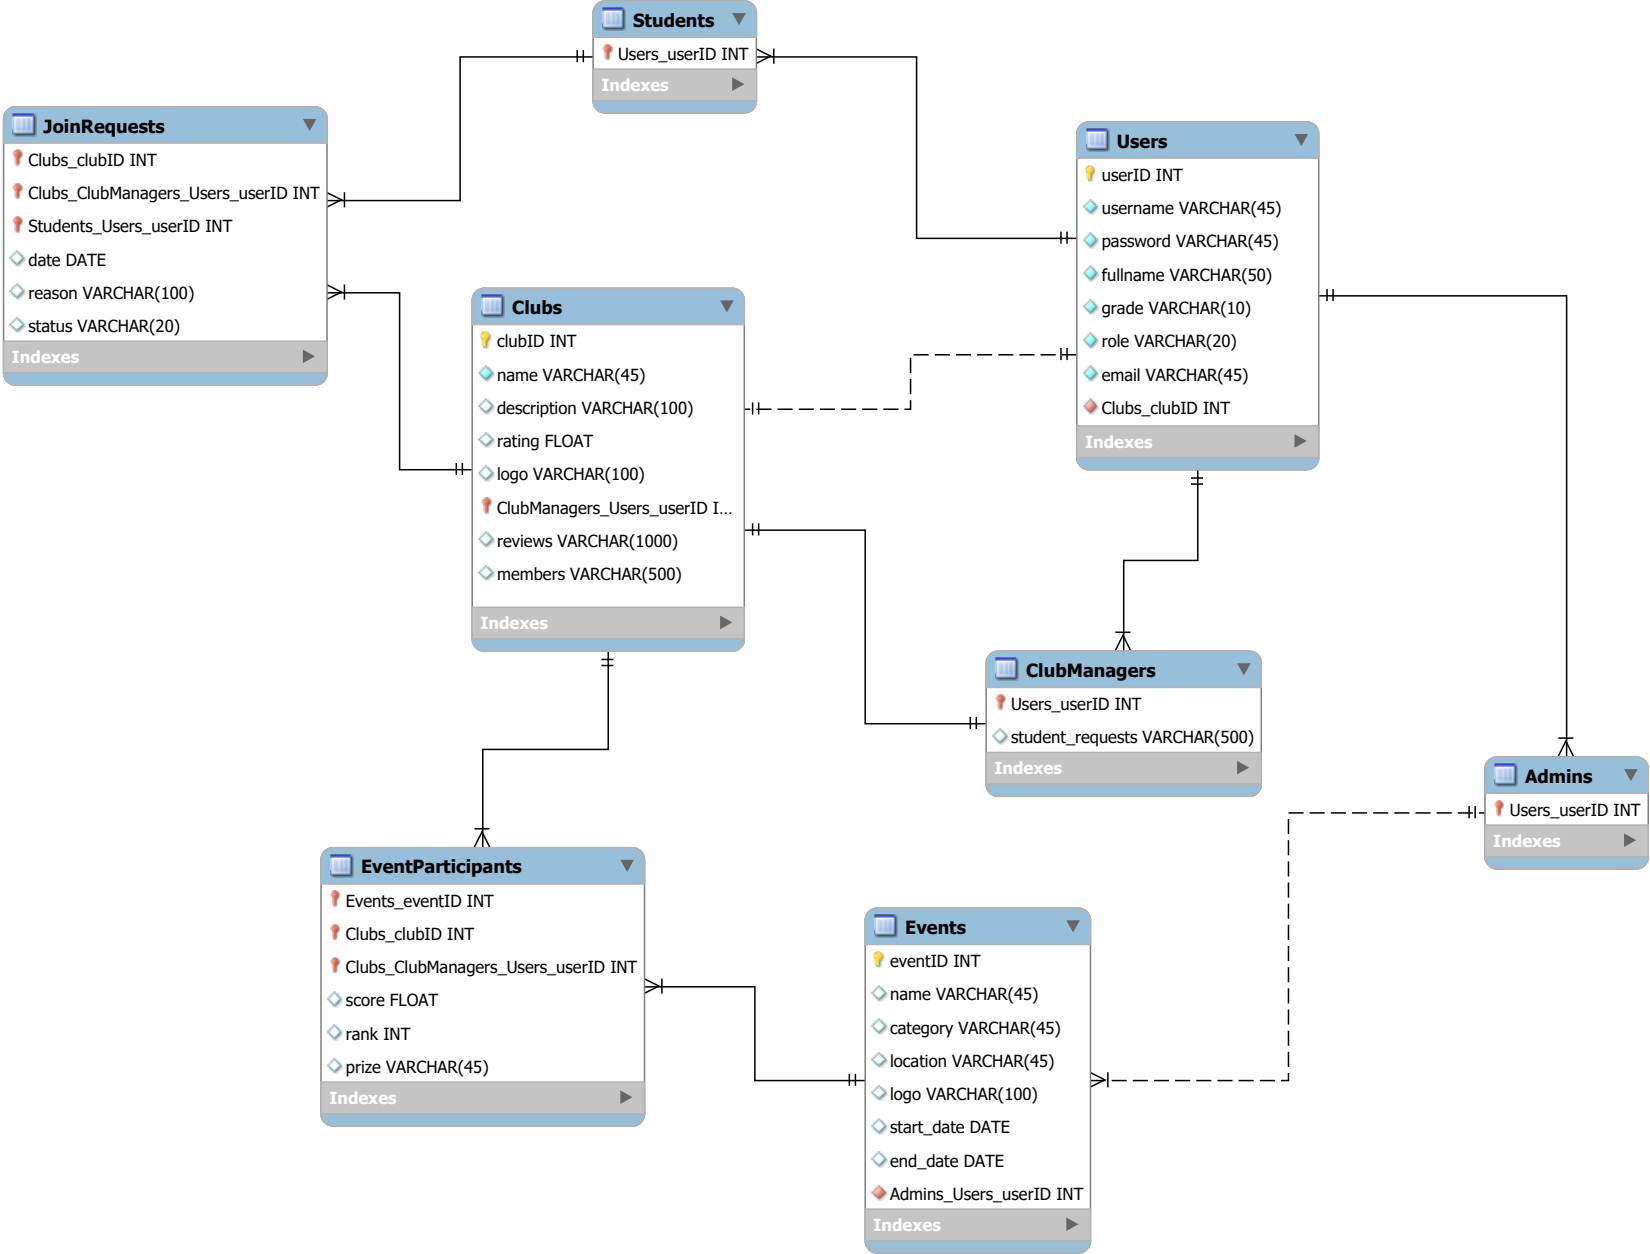 Students
Users_userID INT
Indexes
JoinRequests
Clubs_clubID INT
Clubs_ClubManagers_Users_userID INT
Students_Users_userID INT
date DATE
reason VARCHAR(100)
status VARCHAR(20)
Indexes
Users
userID INT
username VARCHAR(45)
password VARCHAR(45)
fullname VARCHAR(50)
grade VARCHAR(10)
role VARCHAR(20)
email VARCHAR(45)
Clubs_clubID INT
Indexes
Clubs
clubID INT
name VARCHAR(45)
description VARCHAR(100)
rating FLOAT
logo VARCHAR(100)
ClubManagers_Users_userID I...
reviews VARCHAR(1000)
members VARCHAR(500)
Indexes
ClubManagers
Users_userID INT
student_requests VARCHAR(500)
Indexes
Admins
Users_userID INT
Indexes
EventParticipants
Events_eventID INT
Clubs_clubID INT
Clubs_ClubManagers_Users_userID INT
score FLOAT
rank INT
prize VARCHAR(45)
Indexes
Events
eventID INT
name VARCHAR(45)
category VARCHAR(45)
location VARCHAR(45)
logo VARCHAR(100)
start_date DATE
end_date DATE
Admins_Users_userID INT
Indexes